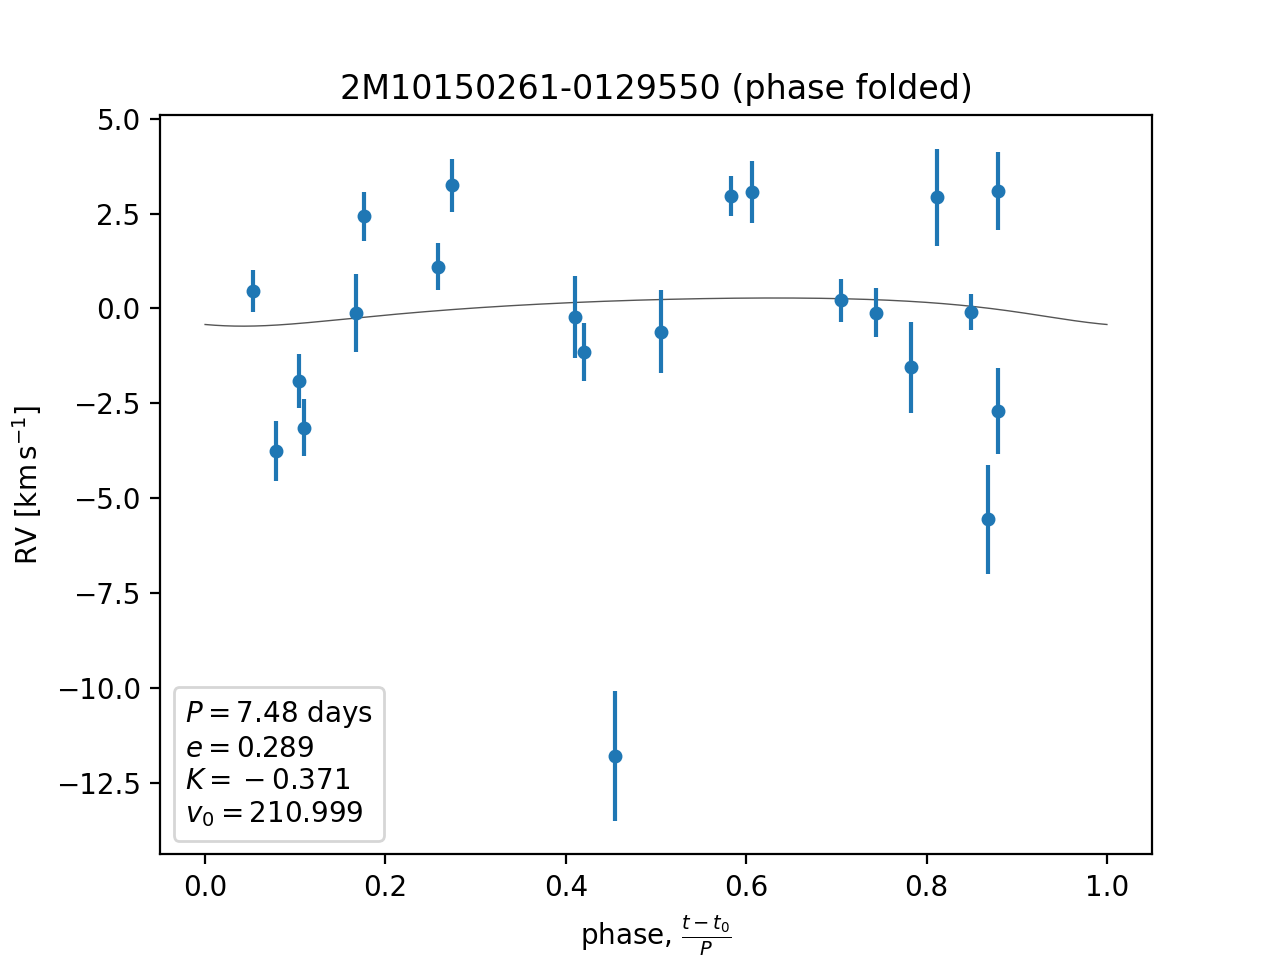 2M10150261-0129550 (phase folded)
5.0
2.5
0.0
−2.5
−5.0
−7.5
−10.0
−12.5
RV [km s⁻¹]
P = 7.48 days
e = 0.289
K = −0.371
v₀ = 210.999
0.0 0.2 0.4 0.6 0.8 1.0
phase, (t − t₀)/P